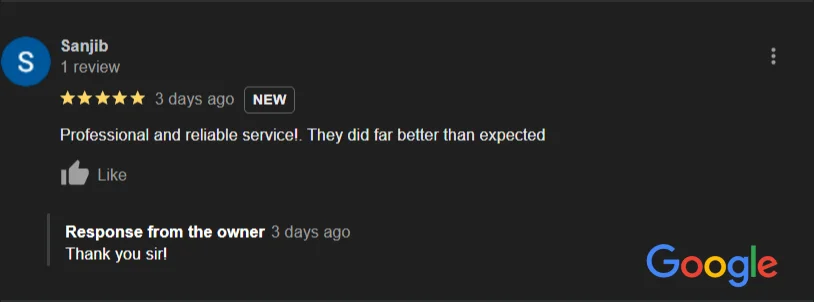 S
Sanjib
1 review
3 days ago NEW
Professional and reliable service!. They did far better than expected
Like
Response from the owner 3 days ago
Thank you sir!
Google